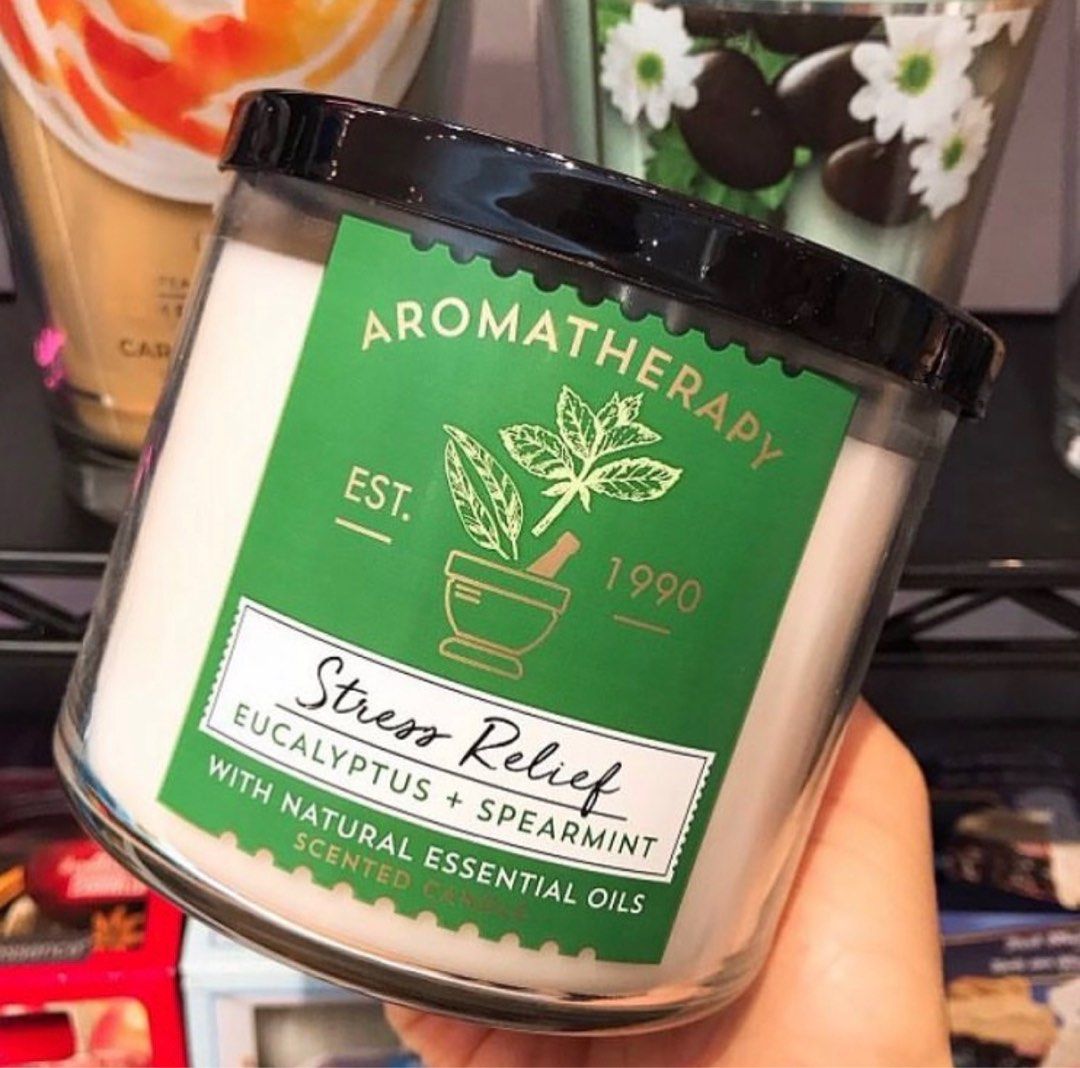 AROMATHERAPY
EST.
1990
Stress Relief
EUCALYPTUS + SPEARMINT
WITH NATURAL ESSENTIAL OILS
SCENTED CANDLE